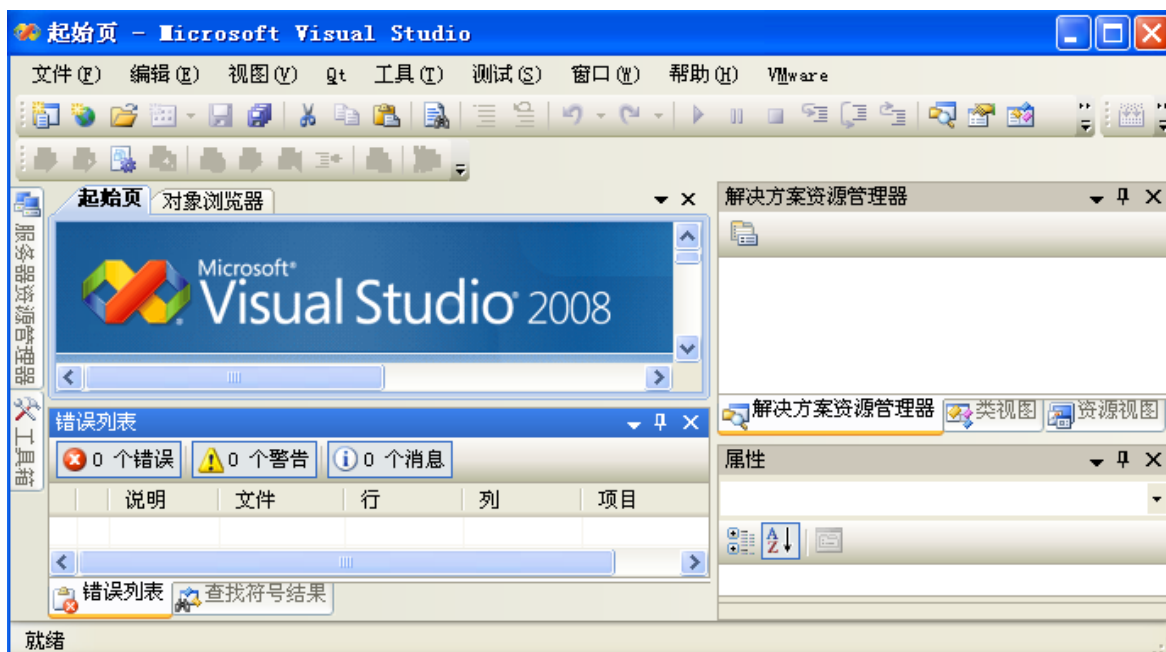 起始页 - Microsoft Visual Studio
文件(F) 编辑(E) 视图(V) Qt 工具(T) 测试(S) 窗口(W) 帮助(H) VMware
起始页 对象浏览器
服务器资源管理器
工具箱
Microsoft®
Visual Studio® 2008
错误列表
0 个错误 0 个警告 0 个消息
说明 文件 行 列 项目
错误列表 查找符号结果
解决方案资源管理器
解决方案资源管理器 类视图 资源视图
属性
就绪